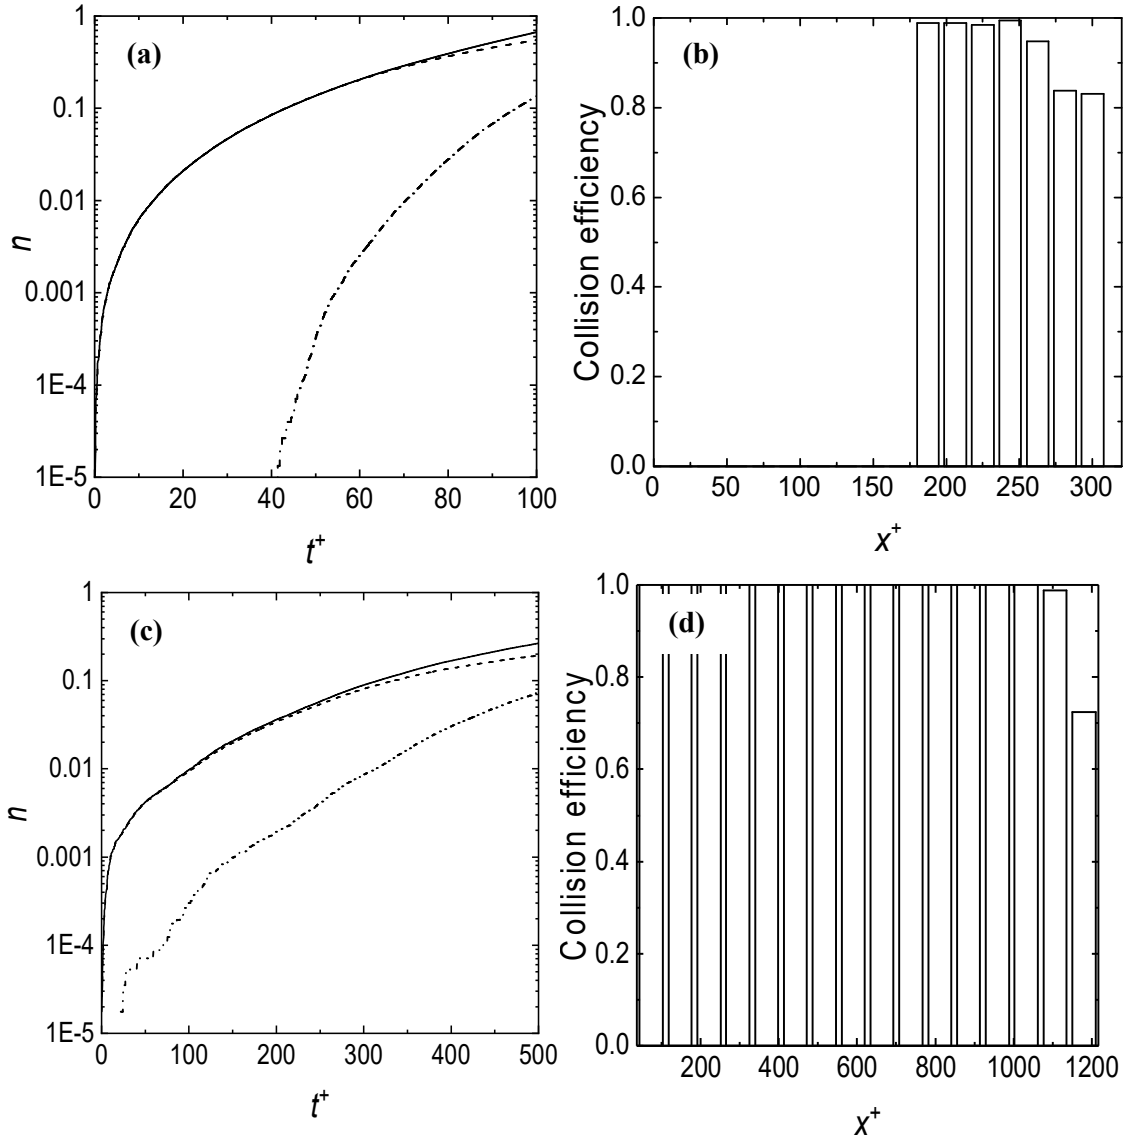 (a)
n
1
0.1
0.01
0.001
1E-4
1E-5
0 20 40 60 80 100
t+
(b)
Collision efficiency
1.0
0.8
0.6
0.4
0.2
0.0
0 50 100 150 200 250 300
x+
(c)
n
1
0.1
0.01
0.001
1E-4
1E-5
0 100 200 300 400 500
t+
(d)
Collision efficiency
1.0
0.8
0.6
0.4
0.2
0.0
200 400 600 800 1000 1200
x+